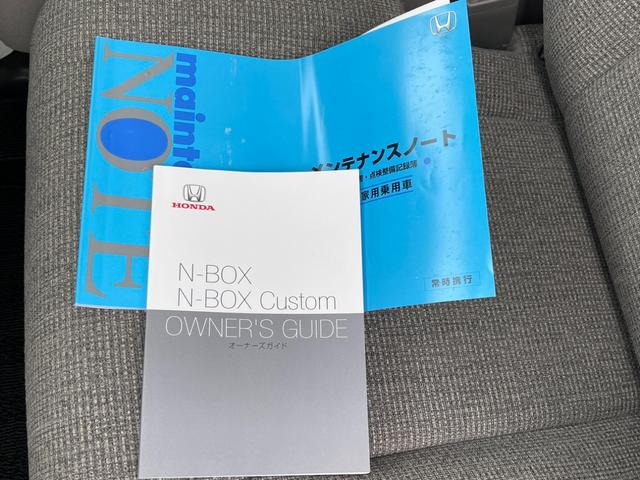 mainte
NOTE
メンテナンスノート
・点検整備記録簿
家用乗用車
常時携行
HONDA
N-BOX
N-BOX Custom
OWNER'S GUIDE
オーナーズガイド